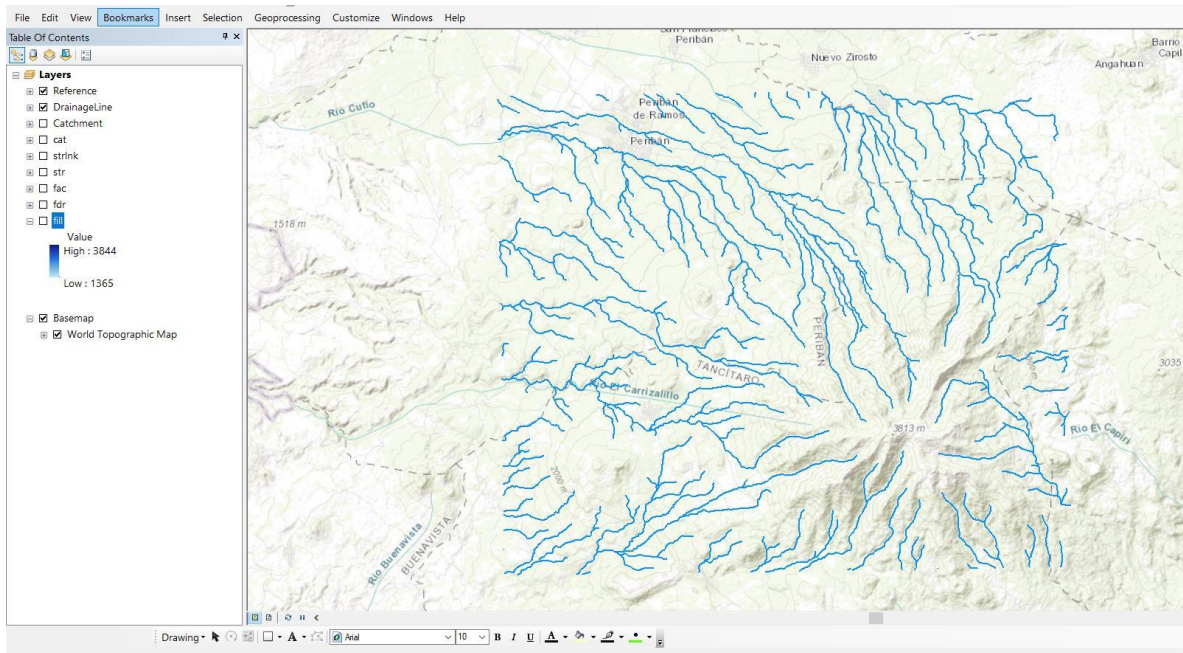 File Edit View Bookmarks Insert Selection Geoprocessing Customize Windows Help
Table Of Contents
Layers
Reference
DrainageLine
Catchment
cat
strlnk
str
fac
fdr
fill
Value
High : 3844
Low : 1365
Basemap
World Topographic Map
Peribán
Nuevo Zirosto
Barrio
Capil
Angahuan
Río Cutio
Peribán
de Ramos
Peribán
1518 m
PERIBÁN
TANCÍTARO
3035
Río El Carrizalillo
3813 m
Río El Capiri
2000 m
Río Buenavista
BUENAVISTA
Drawing A Arial 10 B I U A